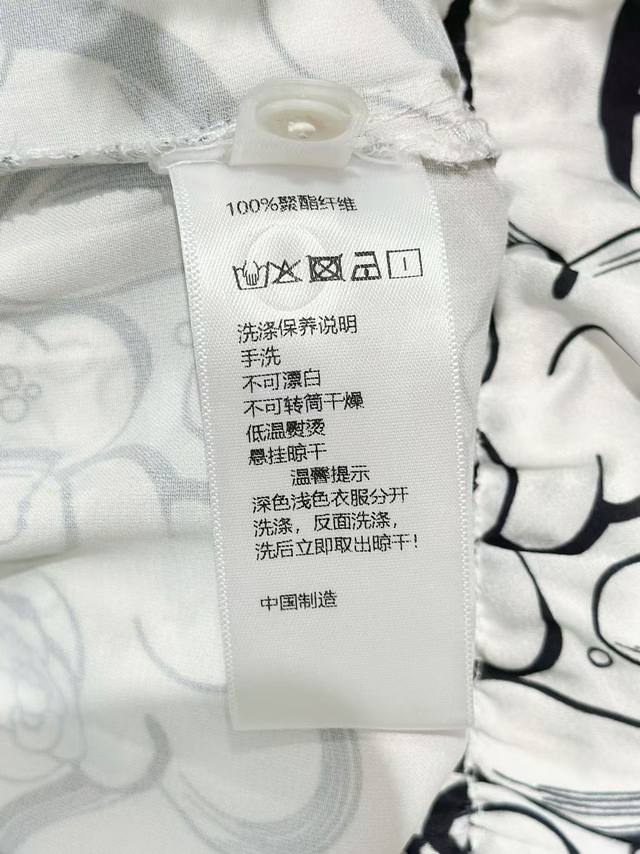 100%聚酯纤维
洗涤保养说明
手洗
不可漂白
不可转筒干燥
低温熨烫
悬挂晾干
温馨提示
深色浅色衣服分开
洗涤，反面洗涤，
洗后立即取出晾干！
中国制造